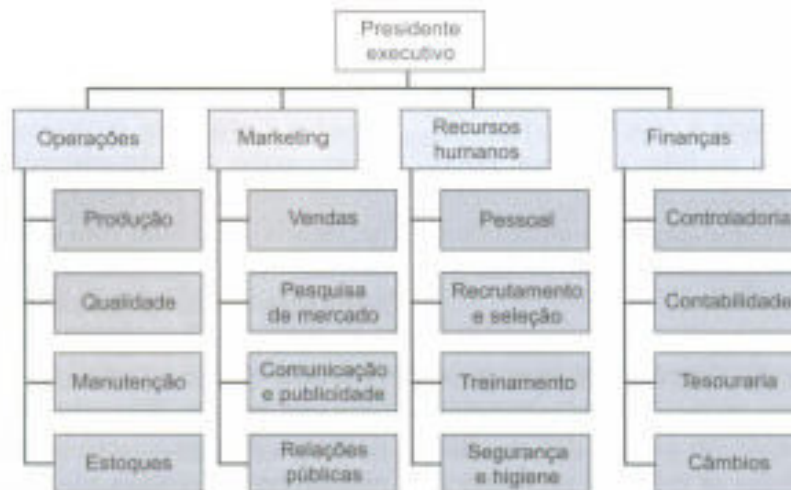 Presidente
executivo
Operações
Marketing
Recursos
humanos
Finanças
Produção
Vendas
Pessoal
Controladoria
Qualidade
Pesquisa
de mercado
Recrutamento
e seleção
Contabilidade
Manutenção
Comunicação
e publicidade
Treinamento
Tesouraria
Estoques
Relações
públicas
Segurança
e higiene
Câmbios